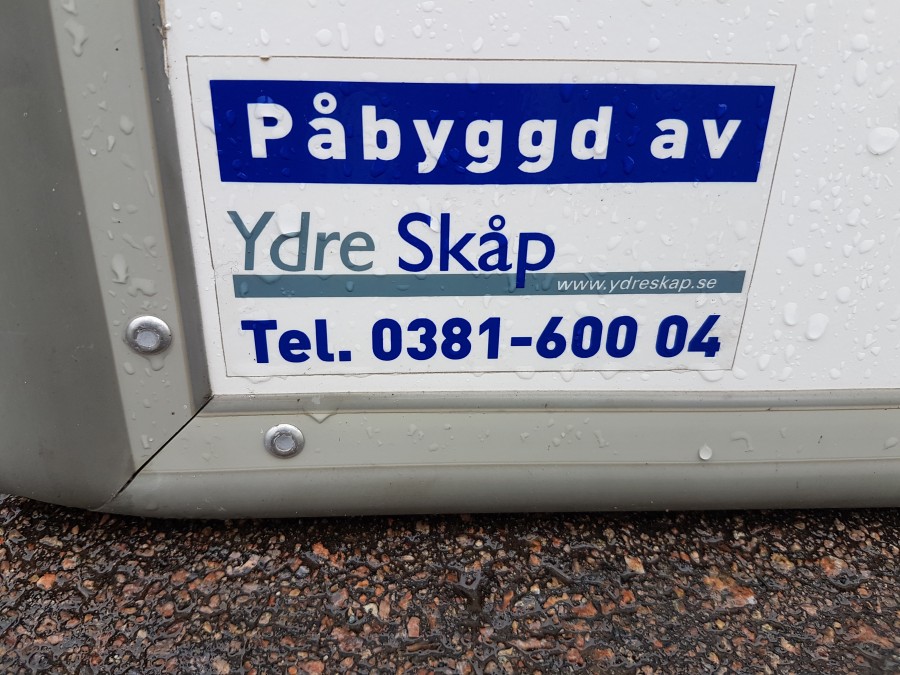 Påbyggd av
Ydre Skåp
www.ydreskap.se
Tel. 0381-600 04